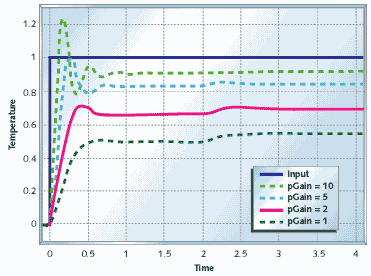 1.2
1
0.8
0.6
0.4
0.2
0
Temperature
0 0.5 1 1.5 2 2.5 3 3.5 4
Time
Input
pGain = 10
pGain = 5
pGain = 2
pGain = 1